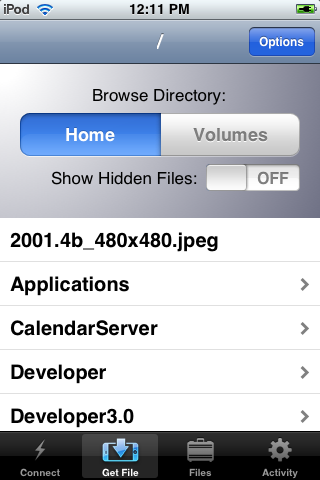 iPod 12:11 PM
/ Options
Browse Directory:
Home Volumes
Show Hidden Files: OFF
2001.4b_480x480.jpeg
Applications
CalendarServer
Developer
Developer3.0
Connect Get File Files Activity